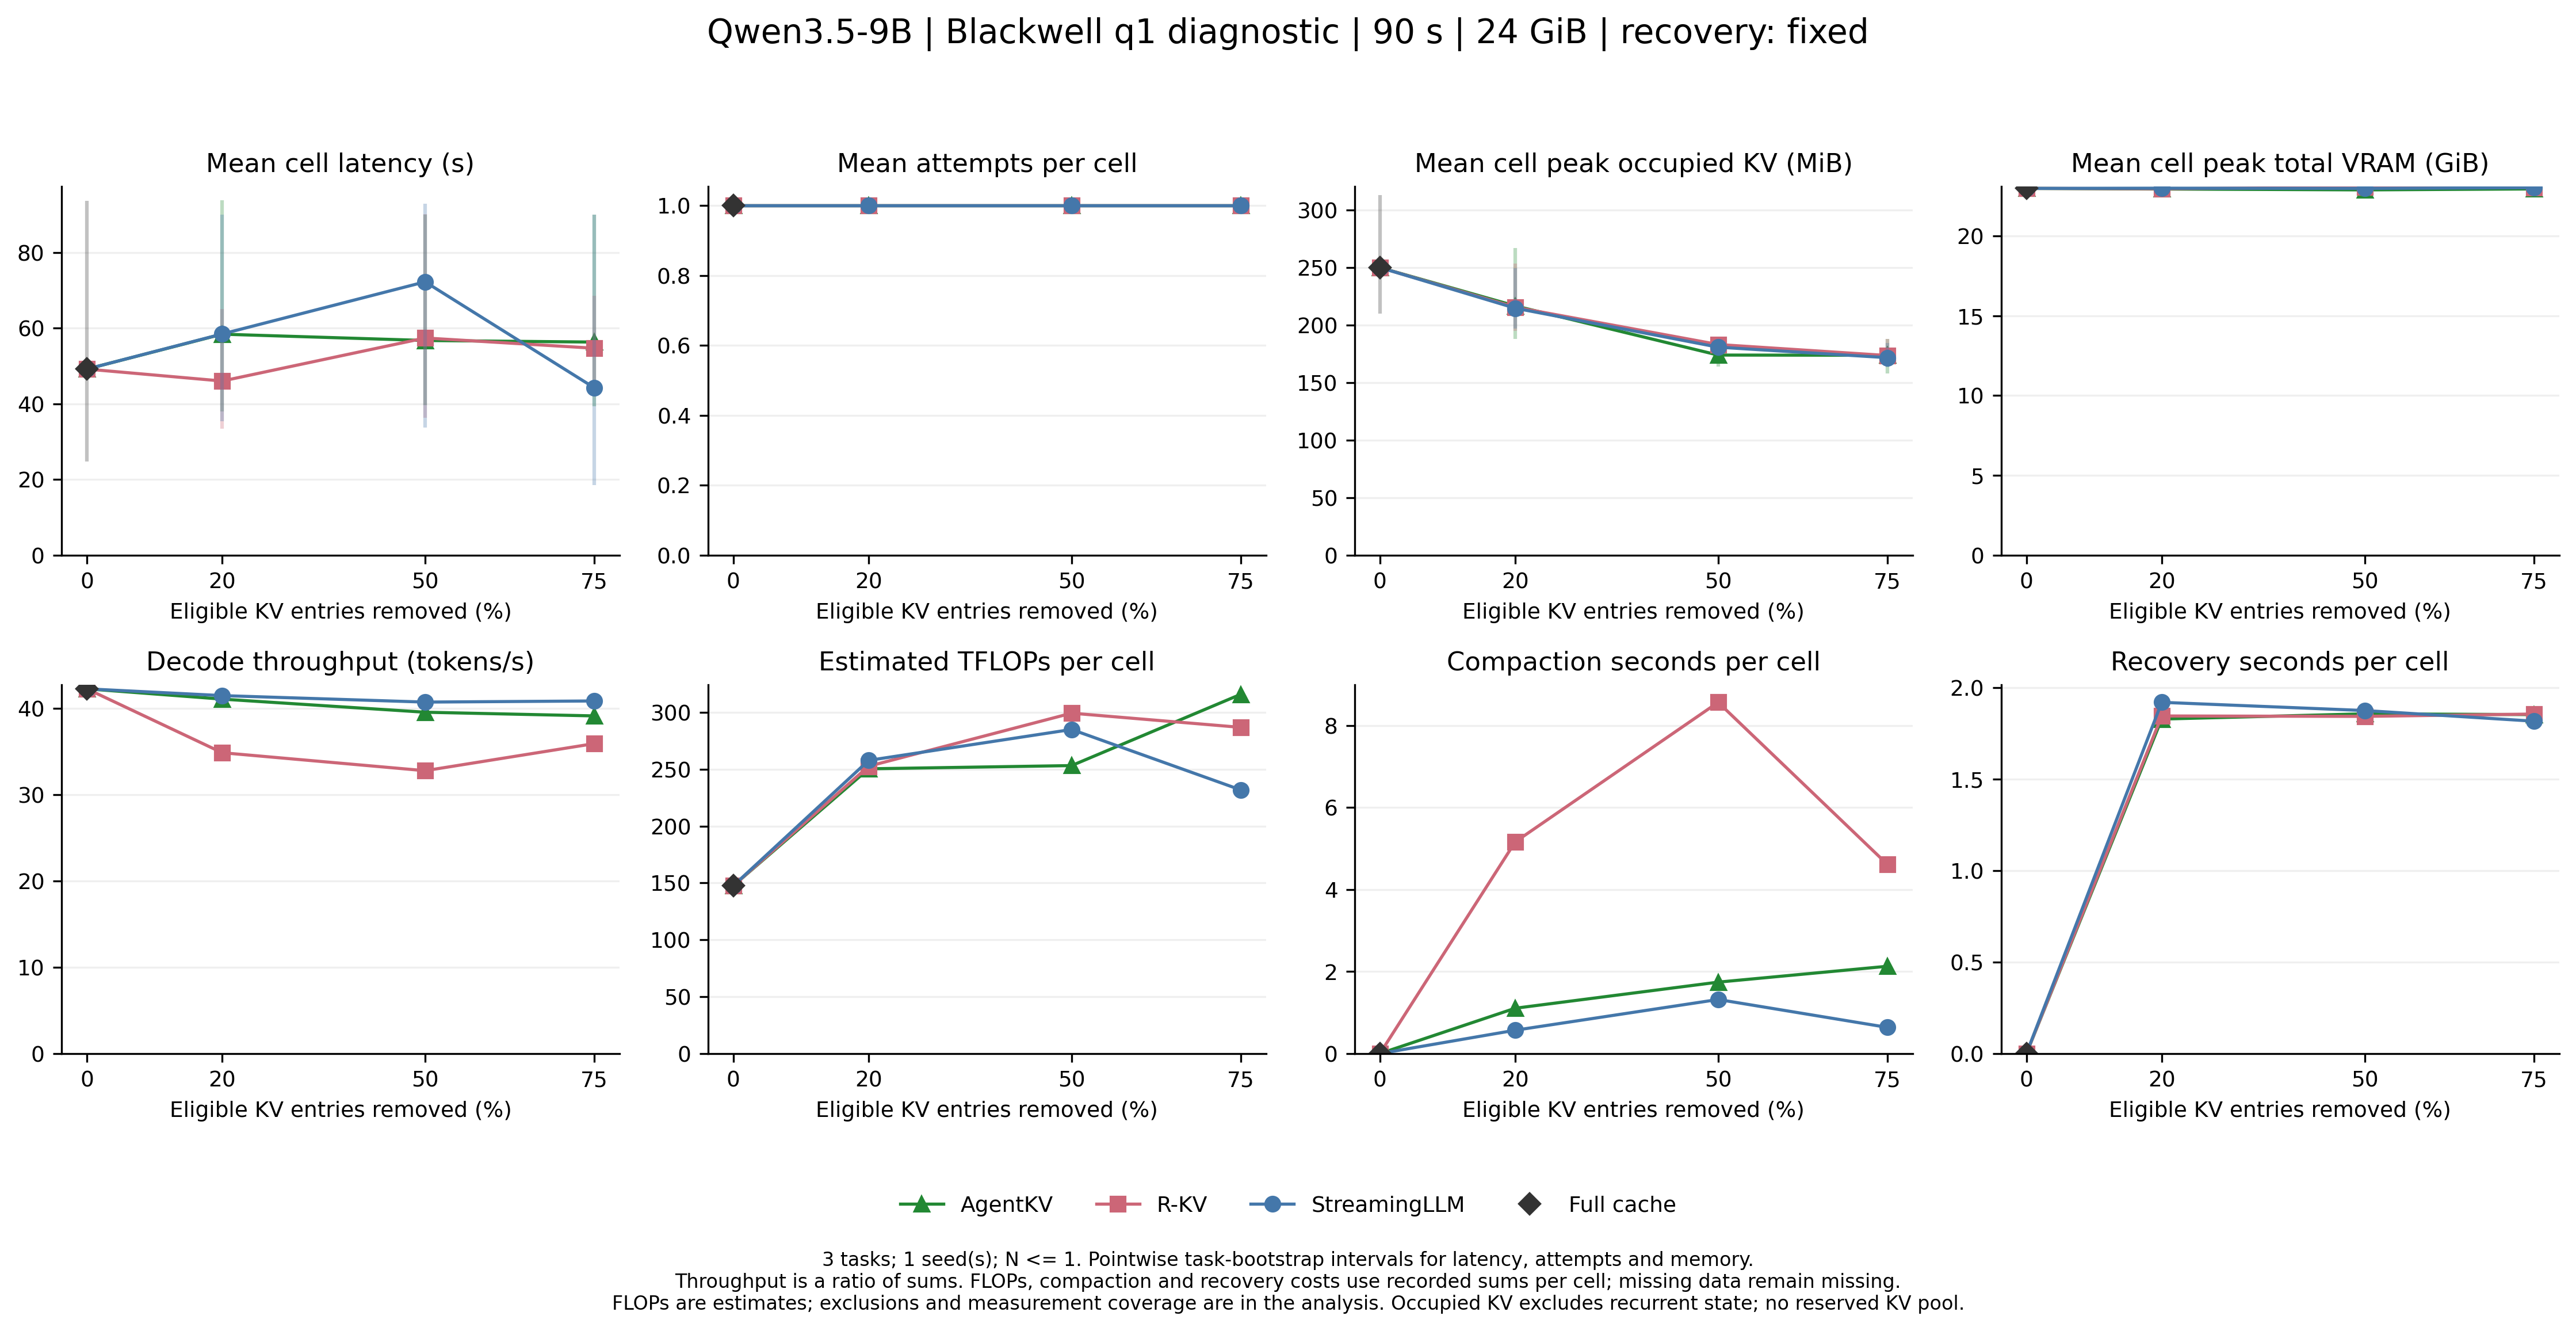 Qwen3.5-9B | Blackwell q1 diagnostic | 90 s | 24 GiB | recovery: fixed
Mean cell latency (s)
80
60
40
20
0
0 20 50 75
Eligible KV entries removed (%)
Mean attempts per cell
1.0
0.8
0.6
0.4
0.2
0.0
0 20 50 75
Eligible KV entries removed (%)
Mean cell peak occupied KV (MiB)
300
250
200
150
100
50
0
0 20 50 75
Eligible KV entries removed (%)
Mean cell peak total VRAM (GiB)
20
15
10
5
0
0 20 50 75
Eligible KV entries removed (%)
Decode throughput (tokens/s)
40
30
20
10
0
0 20 50 75
Eligible KV entries removed (%)
Estimated TFLOPs per cell
300
250
200
150
100
50
0
0 20 50 75
Eligible KV entries removed (%)
Compaction seconds per cell
8
6
4
2
0
0 20 50 75
Eligible KV entries removed (%)
Recovery seconds per cell
2.0
1.5
1.0
0.5
0.0
0 20 50 75
Eligible KV entries removed (%)
AgentKV R-KV StreamingLLM Full cache
3 tasks; 1 seed(s); N <= 1. Pointwise task-bootstrap intervals for latency, attempts and memory.
Throughput is a ratio of sums. FLOPs, compaction and recovery costs use recorded sums per cell; missing data remain missing.
FLOPs are estimates; exclusions and measurement coverage are in the analysis. Occupied KV excludes recurrent state; no reserved KV pool.